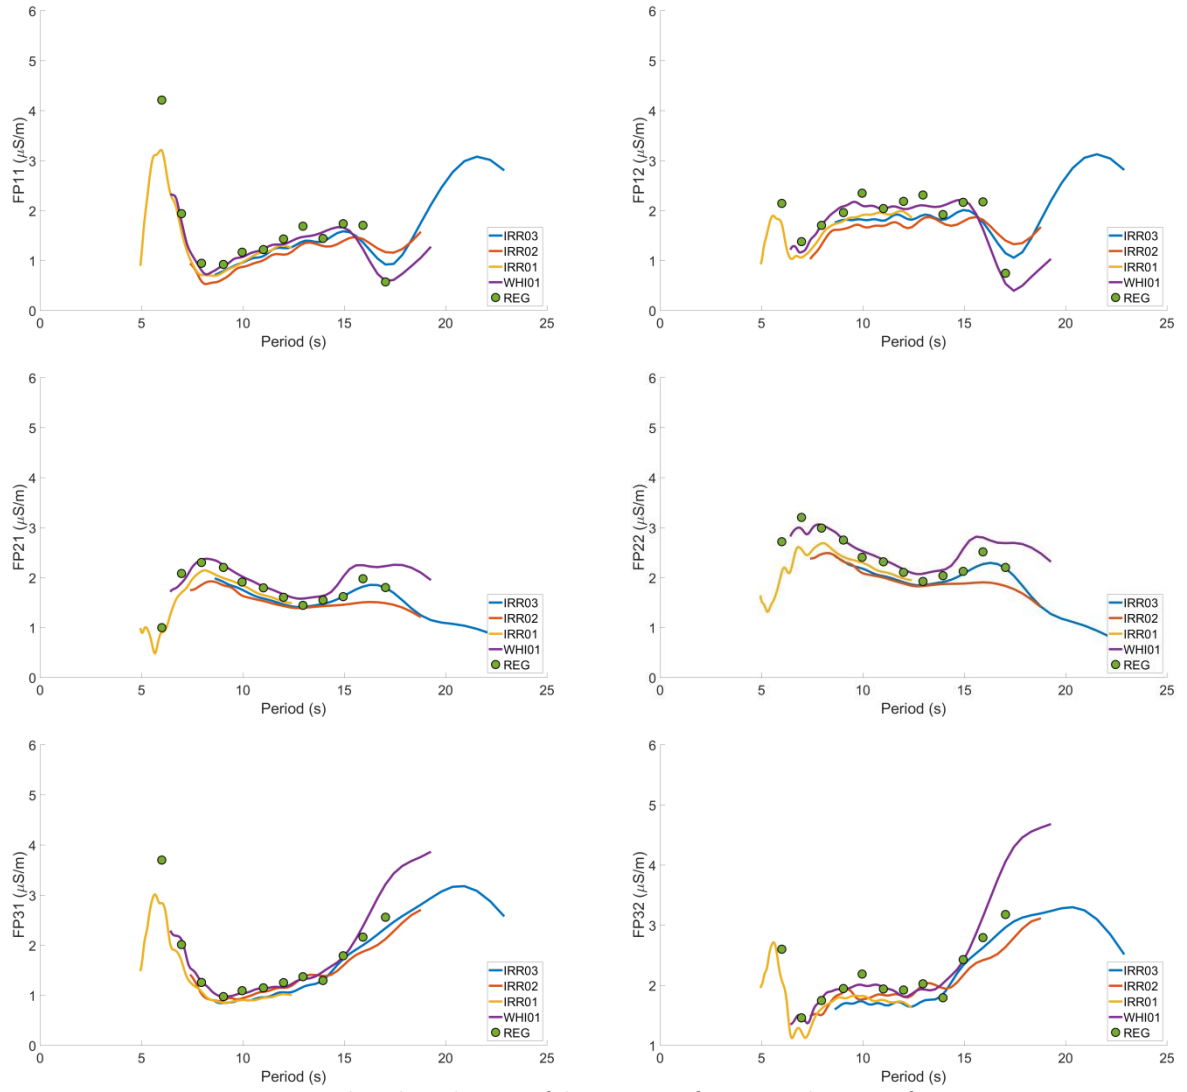 6
5
4
3
2
1
0
FP11 (μS/m)
0 5 10 15 20 25
Period (s)
IRR03
IRR02
IRR01
WHI01
REG
6
5
4
3
2
1
0
FP12 (μS/m)
0 5 10 15 20 25
Period (s)
IRR03
IRR02
IRR01
WHI01
REG
6
5
4
3
2
1
0
FP21 (μS/m)
0 5 10 15 20 25
Period (s)
IRR03
IRR02
IRR01
WHI01
REG
6
5
4
3
2
1
0
FP22 (μS/m)
0 5 10 15 20 25
Period (s)
IRR03
IRR02
IRR01
WHI01
REG
6
5
4
3
2
1
0
FP31 (μS/m)
0 5 10 15 20 25
Period (s)
IRR03
IRR02
IRR01
WHI01
REG
6
5
4
3
2
1
FP32 (μS/m)
0 5 10 15 20 25
Period (s)
IRR03
IRR02
IRR01
WHI01
REG